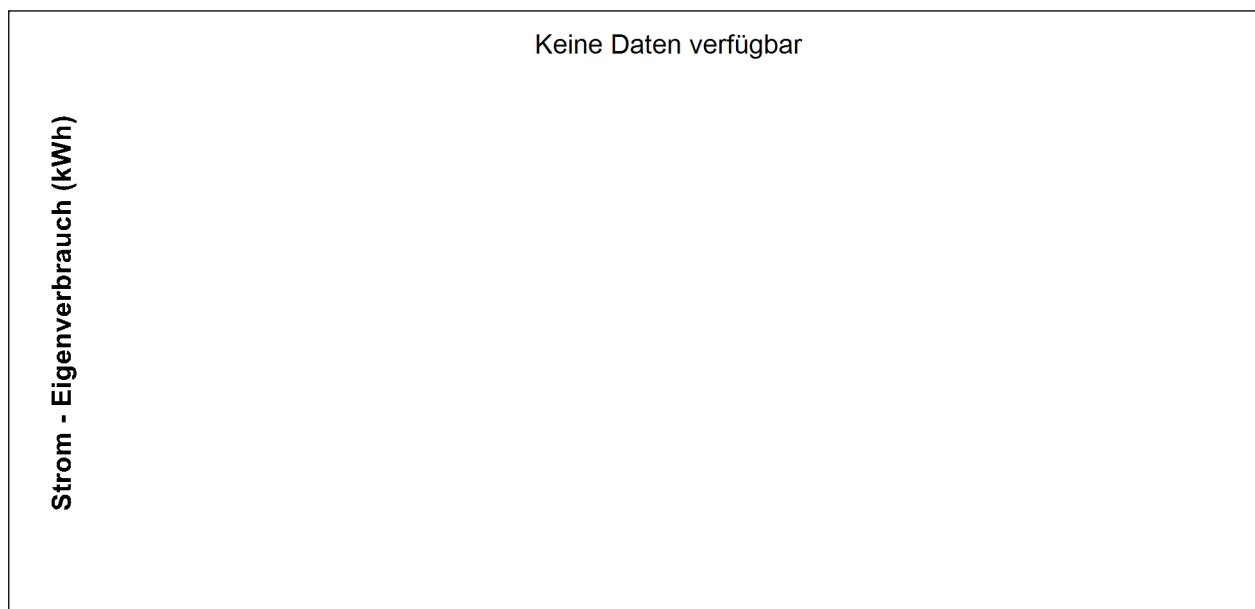 Keine Daten verfügbar
Strom - Eigenverbrauch (kWh)